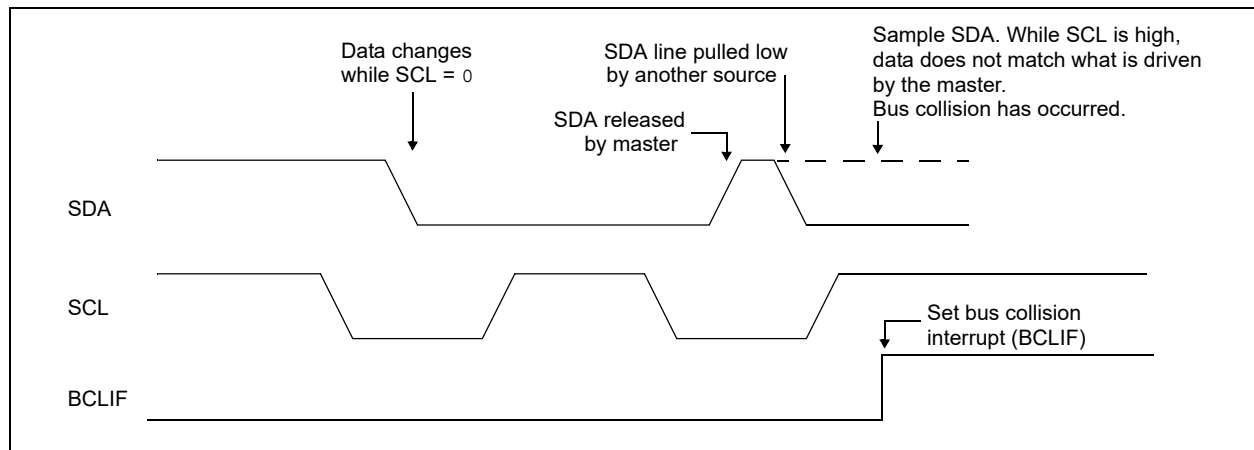 Data changes
while SCL = 0
SDA line pulled low
by another source
Sample SDA. While SCL is high,
data does not match what is driven
by the master.
Bus collision has occurred.
SDA released
by master
SDA
SCL
Set bus collision
interrupt (BCLIF)
BCLIF